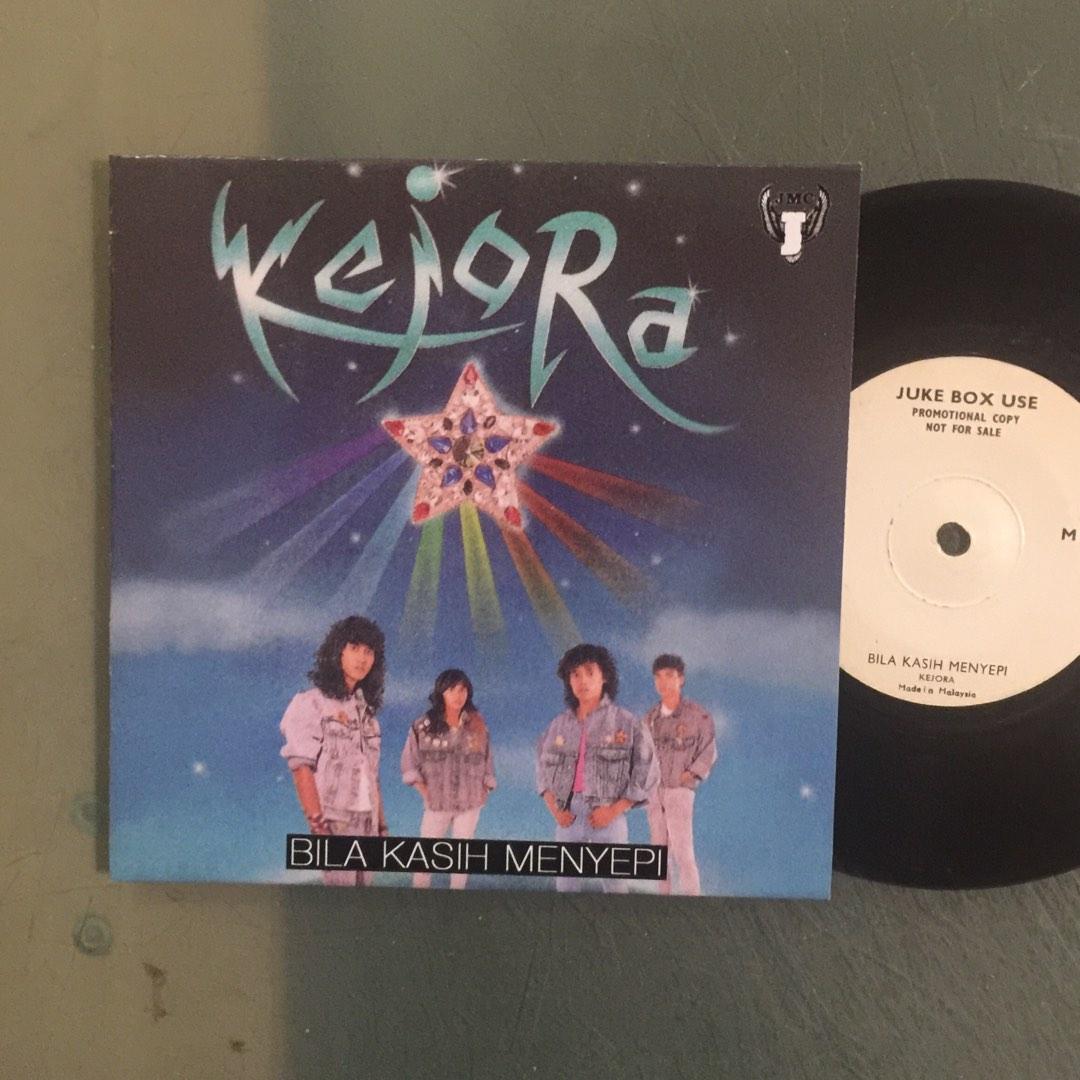 KejoRa
JMC
J
BILA KASIH MENYEPI
JUKE BOX USE
PROMOTIONAL COPY
NOT FOR SALE
M
BILA KASIH MENYEPI
KEJORA
Made in Malaysia